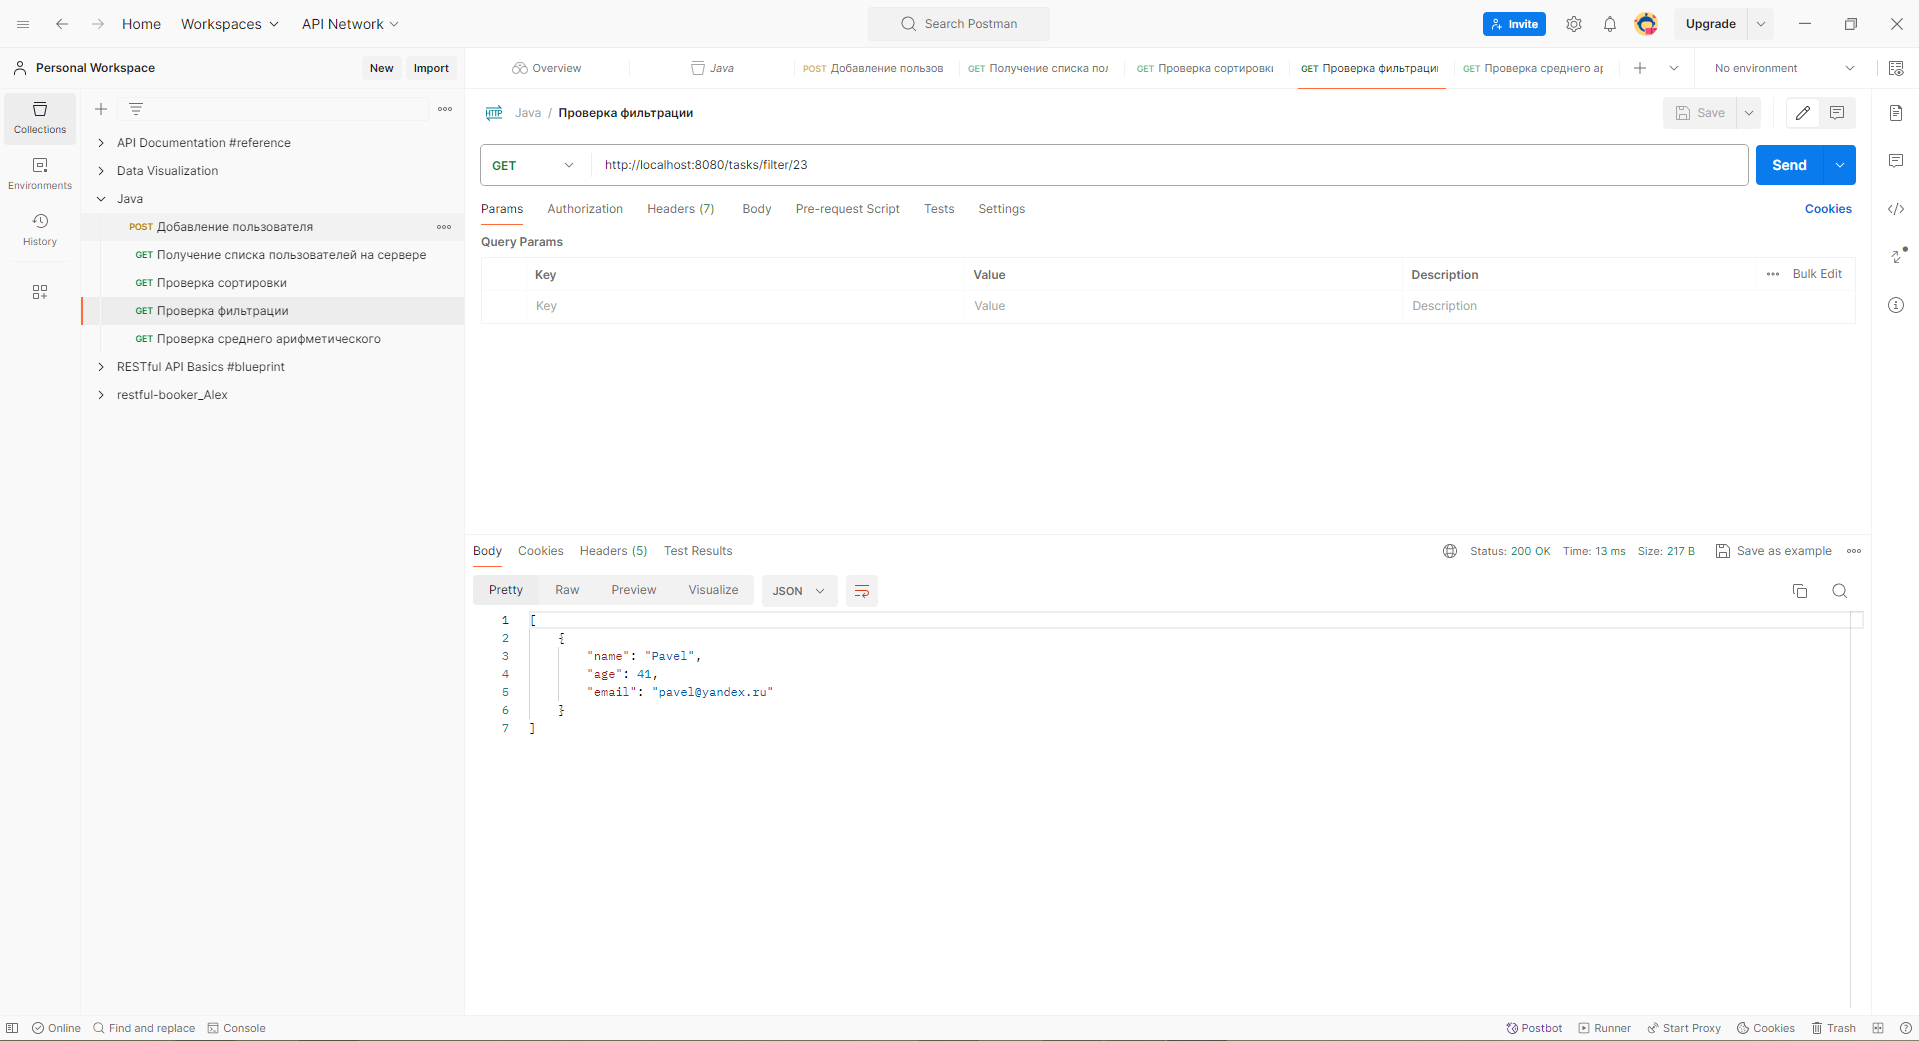 Home Workspaces API Network Search Postman Invite Upgrade
Personal Workspace New Import Overview Java POST Добавление пользов GET Получение списка пол GET Проверка сортировки GET Проверка фильтрации GET Проверка среднего ар No environment
Collections
Environments
History
API Documentation #reference
Data Visualization
Java
POST Добавление пользователя
GET Получение списка пользователей на сервере
GET Проверка сортировки
GET Проверка фильтрации
GET Проверка среднего арифметического
RESTful API Basics #blueprint
restful-booker_Alex
HTTP Java / Проверка фильтрации Save
GET http://localhost:8080/tasks/filter/23 Send
Params Authorization Headers (7) Body Pre-request Script Tests Settings Cookies
Query Params
Key Value Description Bulk Edit
Key Value Description
Body Cookies Headers (5) Test Results Status: 200 OK Time: 13 ms Size: 217 B Save as example
Pretty Raw Preview Visualize JSON
1 [
2 {
3 "name": "Pavel",
4 "age": 41,
5 "email": "pavel@yandex.ru"
6 }
7 ]
Online Find and replace Console Postbot Runner Start Proxy Cookies Trash